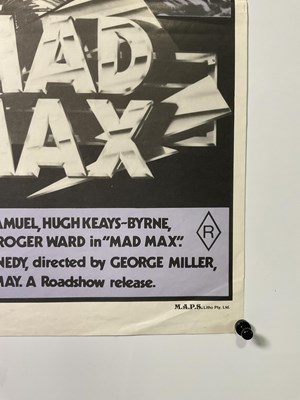 MAD
MAX
AMUEL, HUGH KEAYS-BYRNE,
ROGER WARD in "MAD MAX".
NEDY, directed by GEORGE MILLER,
MAY. A Roadshow release.
R
M.A.P.S. Litho Pty. Ltd.